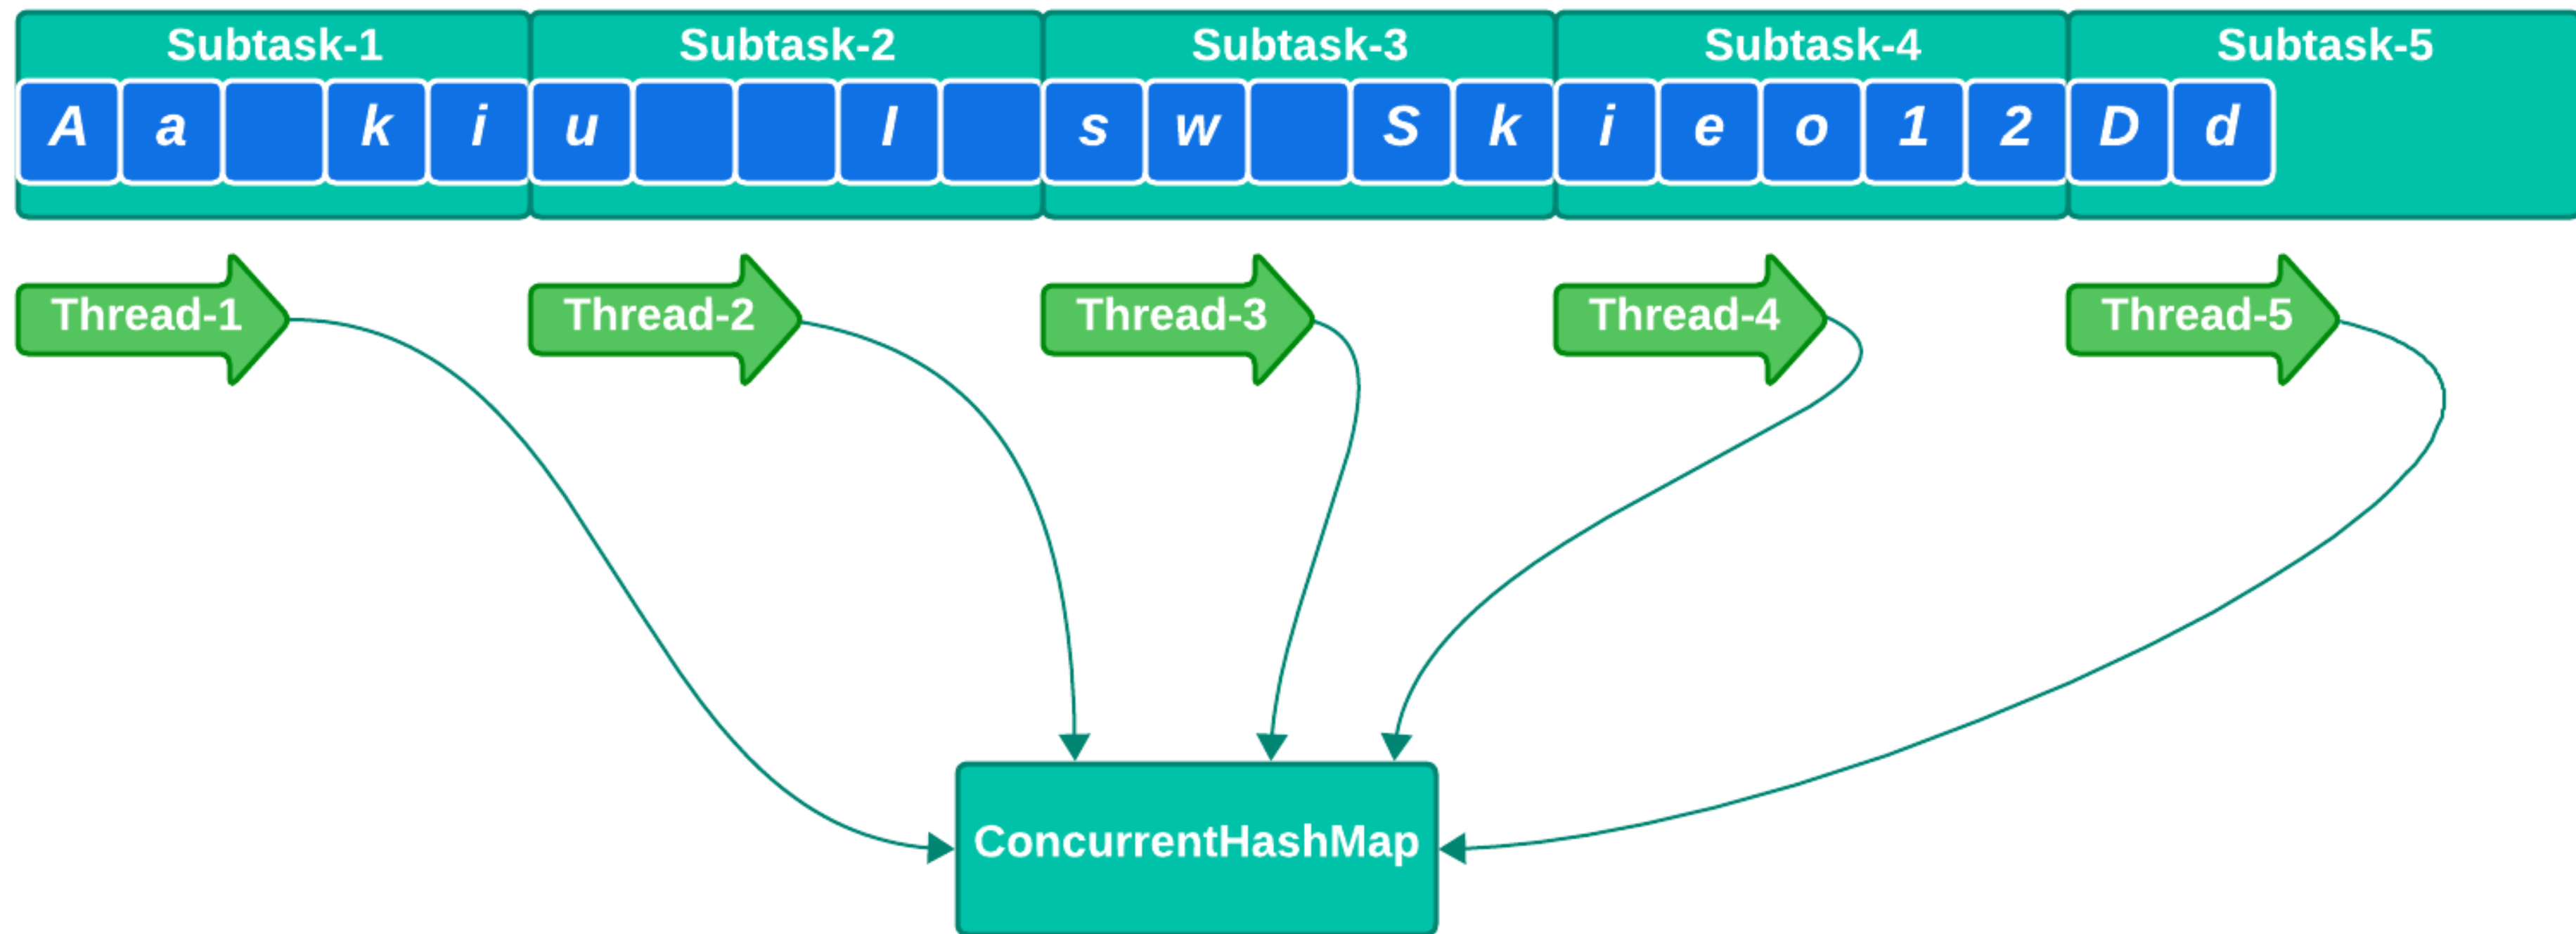 Subtask-1 Subtask-2 Subtask-3 Subtask-4 Subtask-5
A a k i u I s w S k i e o 1 2 D d
Thread-1 Thread-2 Thread-3 Thread-4 Thread-5
ConcurrentHashMap